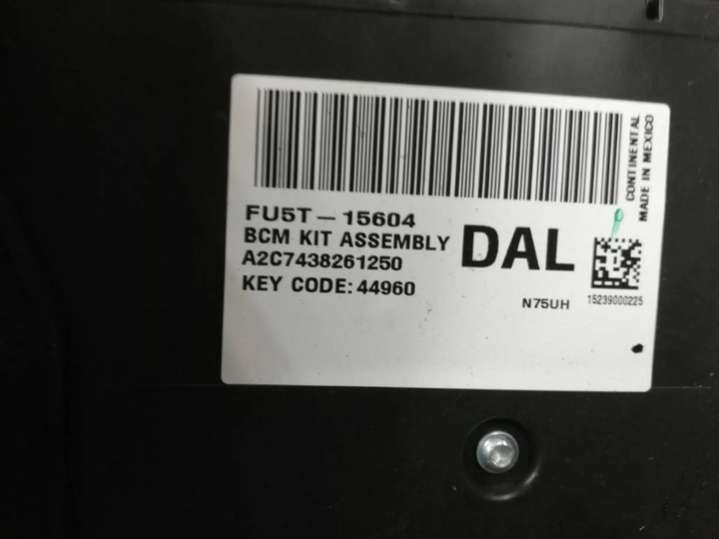 FU5T-15604
BCM KIT ASSEMBLY
A2C7438261250
KEY CODE: 44960
DAL
N75UH
15239000225
CONTINENTAL
MADE IN MEXICO